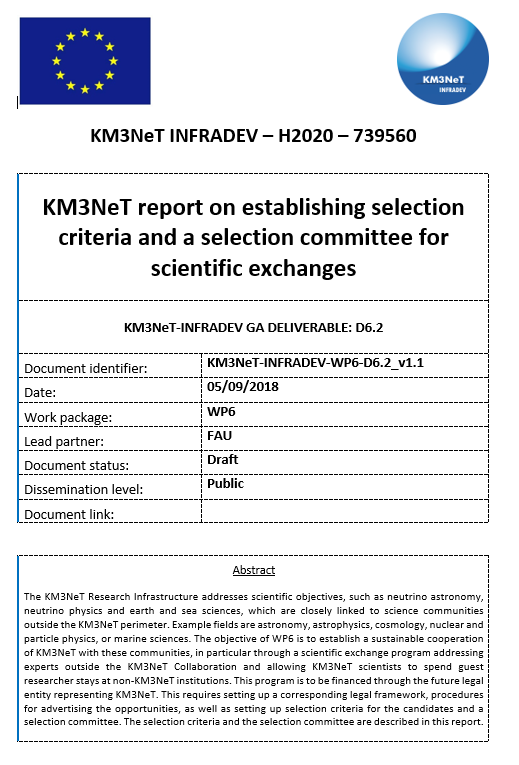 KM3NeT
INFRADEV
KM3NeT INFRADEV – H2020 – 739560
KM3NeT report on establishing selection
criteria and a selection committee for
scientific exchanges
KM3NeT-INFRADEV GA DELIVERABLE: D6.2
Document identifier: KM3NeT-INFRADEV-WP6-D6.2_v1.1
Date: 05/09/2018
Work package: WP6
Lead partner: FAU
Document status: Draft
Dissemination level: Public
Document link:
Abstract
The KM3NeT Research Infrastructure addresses scientific objectives, such as neutrino astronomy,
neutrino physics and earth and sea sciences, which are closely linked to science communities
outside the KM3NeT perimeter. Example fields are astronomy, astrophysics, cosmology, nuclear and
particle physics, or marine sciences. The objective of WP6 is to establish a sustainable cooperation
of KM3NeT with these communities, in particular through a scientific exchange program addressing
experts outside the KM3NeT Collaboration and allowing KM3NeT scientists to spend guest
researcher stays at non-KM3NeT institutions. This program is to be financed through the future legal
entity representing KM3NeT. This requires setting up a corresponding legal framework, procedures
for advertising the opportunities, as well as setting up selection criteria for the candidates and a
selection committee. The selection criteria and the selection committee are described in this report.